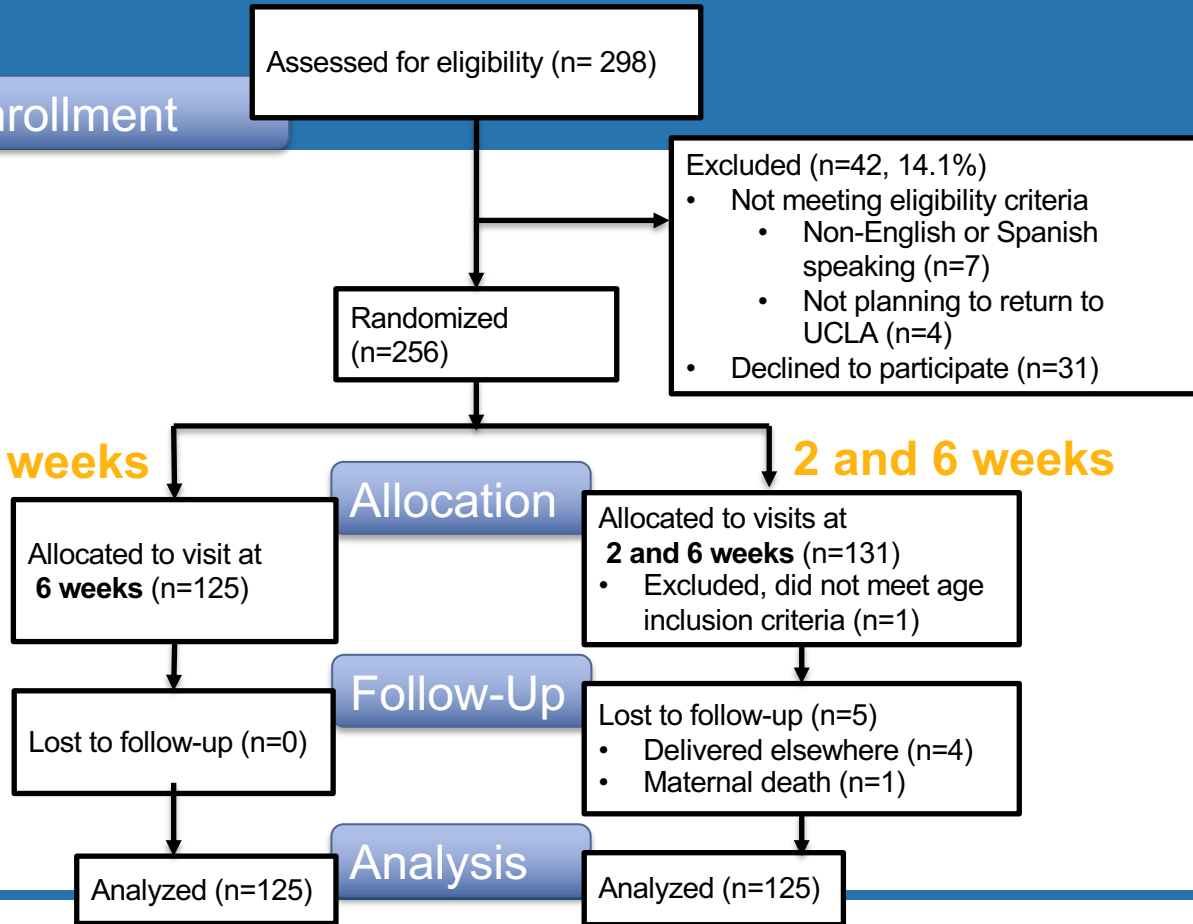 Assessed for eligibility (n= 298)
nrollment
Excluded (n=42, 14.1%)
• Not meeting eligibility criteria
• Non-English or Spanish
speaking (n=7)
• Not planning to return to
UCLA (n=4)
• Declined to participate (n=31)
Randomized
(n=256)
weeks
2 and 6 weeks
Allocation
Allocated to visit at
6 weeks (n=125)
Allocated to visits at
2 and 6 weeks (n=131)
• Excluded, did not meet age
inclusion criteria (n=1)
Follow-Up
Lost to follow-up (n=0)
Lost to follow-up (n=5)
• Delivered elsewhere (n=4)
• Maternal death (n=1)
Analysis
Analyzed (n=125)
Analyzed (n=125)